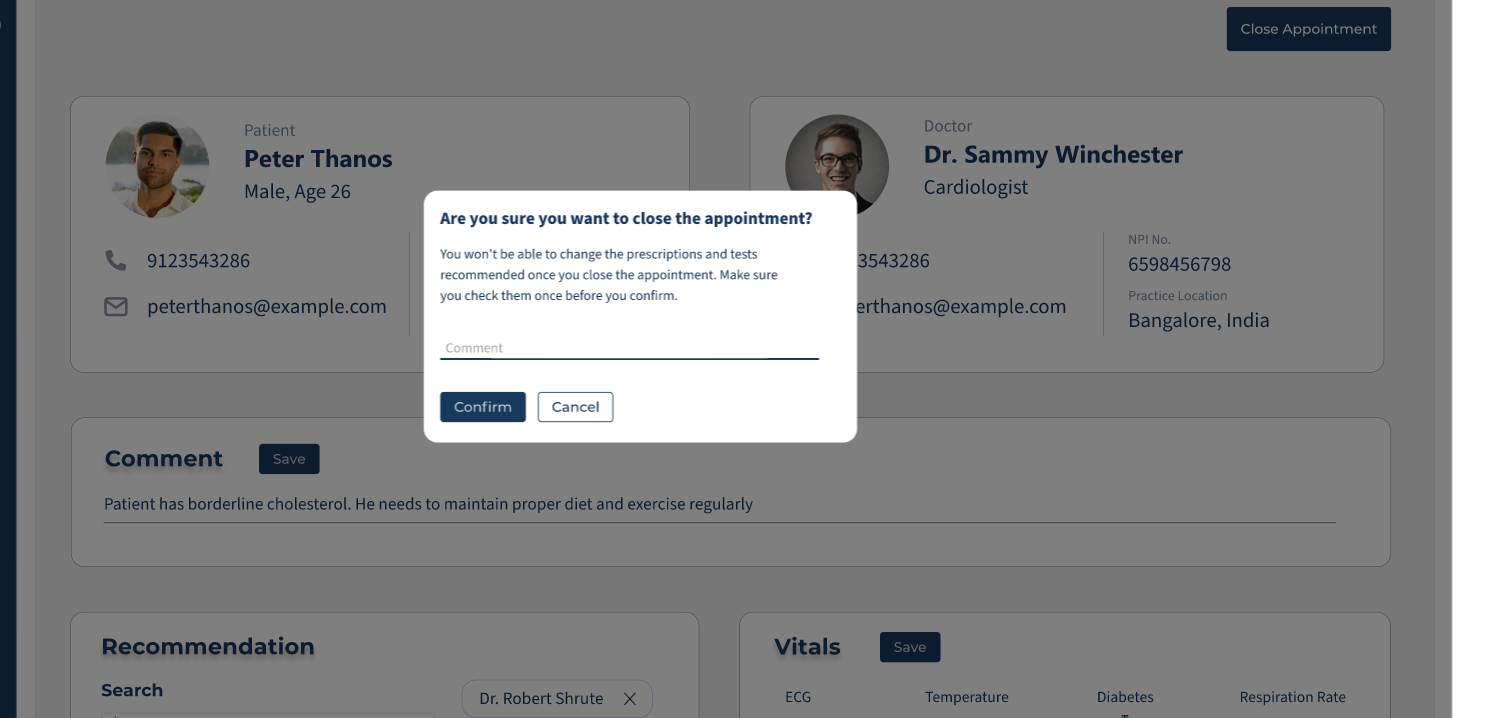 Close Appointment
Patient
Peter Thanos
Male, Age 26
9123543286
peterthanos@example.com
Doctor
Dr. Sammy Winchester
Cardiologist
3543286
erthanos@example.com
NPI No.
6598456798
Practice Location
Bangalore, India
Are you sure you want to close the appointment?
You won't be able to change the prescriptions and tests
recommended once you close the appointment. Make sure
you check them once before you confirm.
Comment
Confirm
Cancel
Comment
Save
Patient has borderline cholesterol. He needs to maintain proper diet and exercise regularly
Recommendation
Search
Dr. Robert Shrute
Vitals
Save
ECG
Temperature
Diabetes
Respiration Rate